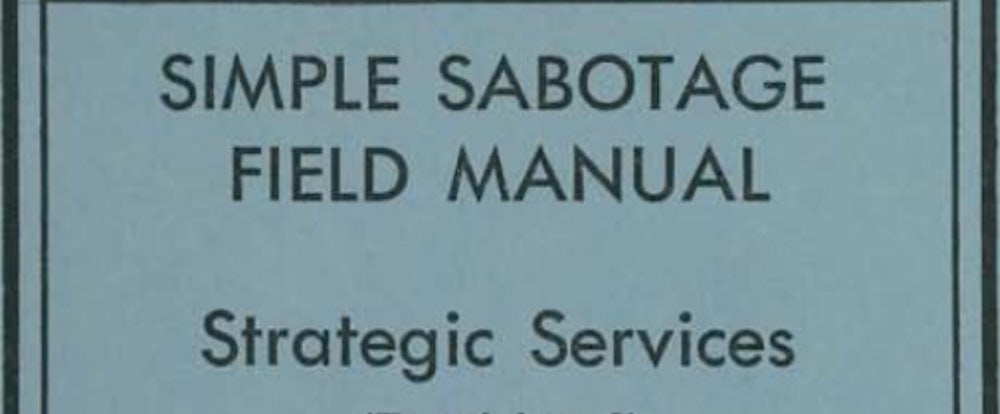 SIMPLE SABOTAGE
FIELD MANUAL
Strategic Services